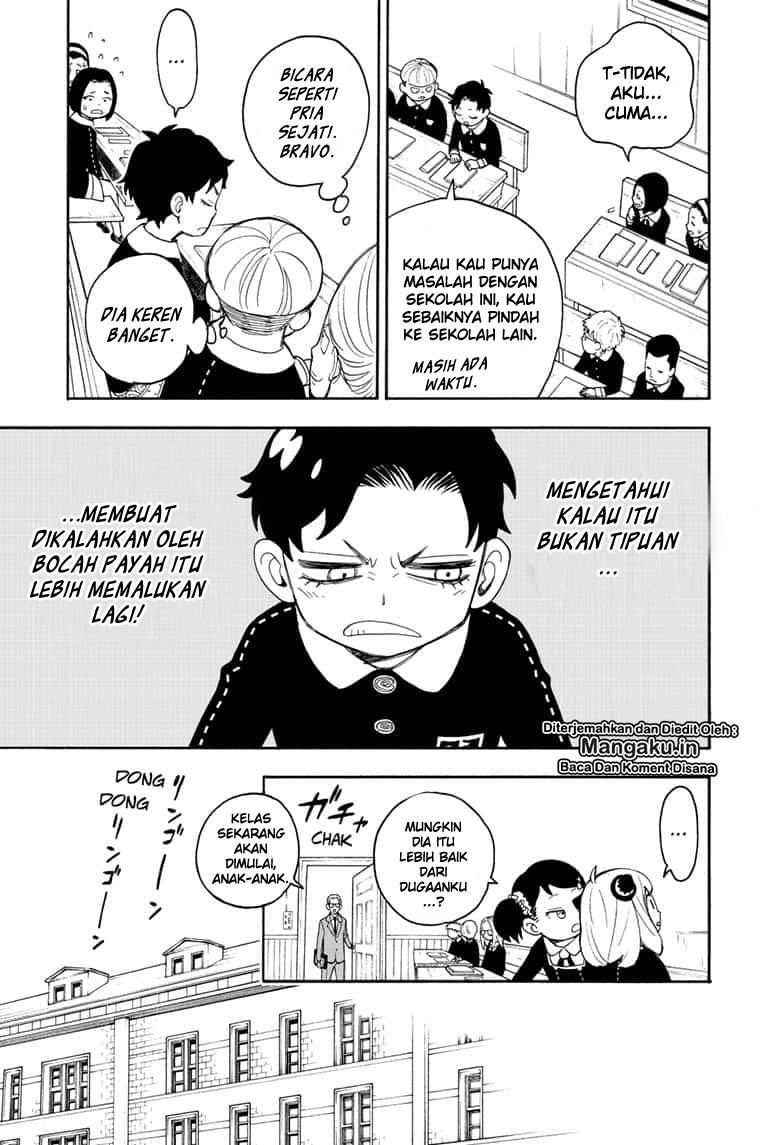 T-TIDAK,
AKU...
CUMA...
KALAU KAU PUNYA
MASALAH DENGAN
SEKOLAH INI, KAU
SEBAIKNYA PINDAH
KE SEKOLAH LAIN.
MASIH ADA
WAKTU.
...
BICARA
SEPERTI
PRIA
SEJATI.
BRAVO.
DIA KEREN
BANGET.
MENGETAHUI
KALAU ITU
BUKAN TIPUAN
...
...MEMBUAT
DIKALAHKAN OLEH
BOCAH PAYAH ITU
LEBIH MEMALUKAN
LAGI!
Diterjemahkan dan Diedit Oleh :
Mangaku.in
Baca Dan Koment Disana
...
MUNGKIN
DIA ITU
LEBIH BAIK
DARI
DUGAANKU
...?
ガチャ
CHAK
KELAS
SEKARANG
AKAN
DIMULAI,
ANAK-ANAK.
DONG
DONG
リーンゴーン
リーンゴーン